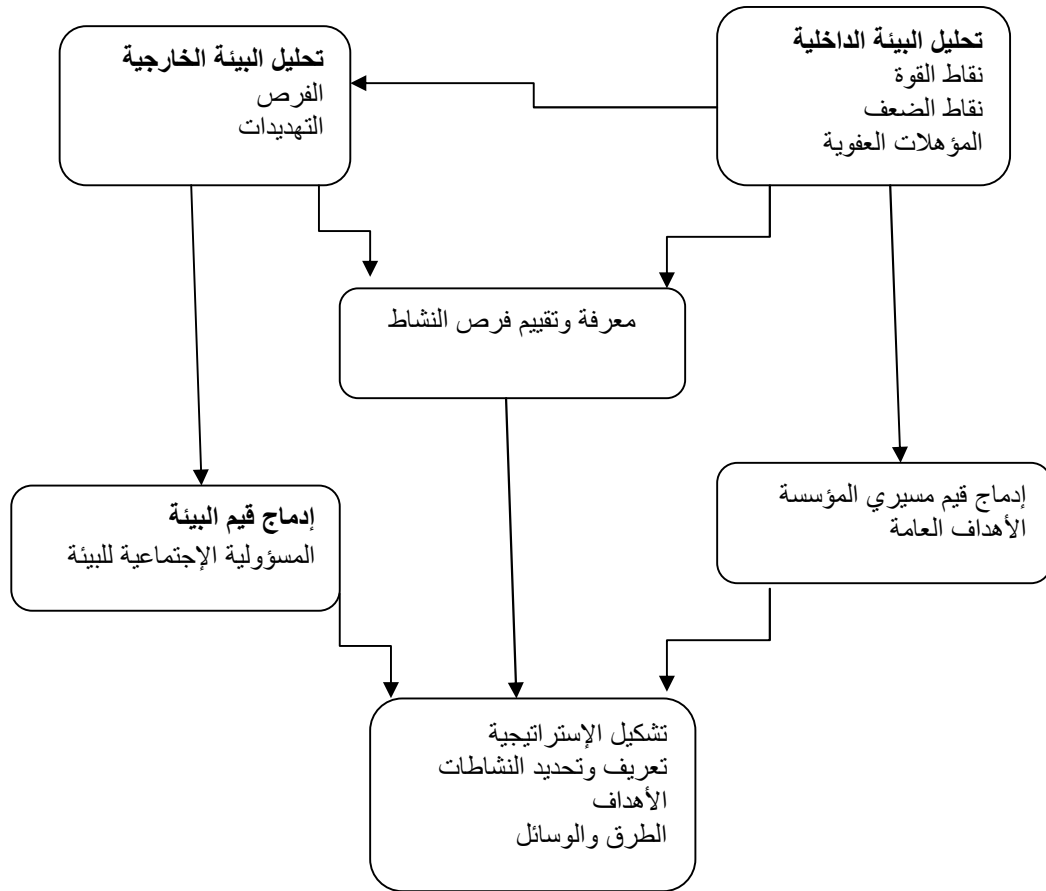 تحليل البيئة الداخلية
نقاط القوة
نقاط الضعف
المؤهلات العفوية
تحليل البيئة الخارجية
الفرص
التهديدات
معرفة وتقييم فرص النشاط
إدماج قيم مسيري المؤسسة
الأهداف العامة
إدماج قيم البيئة
المسؤولية الإجتماعية للبيئة
تشكيل الإستراتيجية
تعريف وتحديد النشاطات
الأهداف
الطرق والوسائل